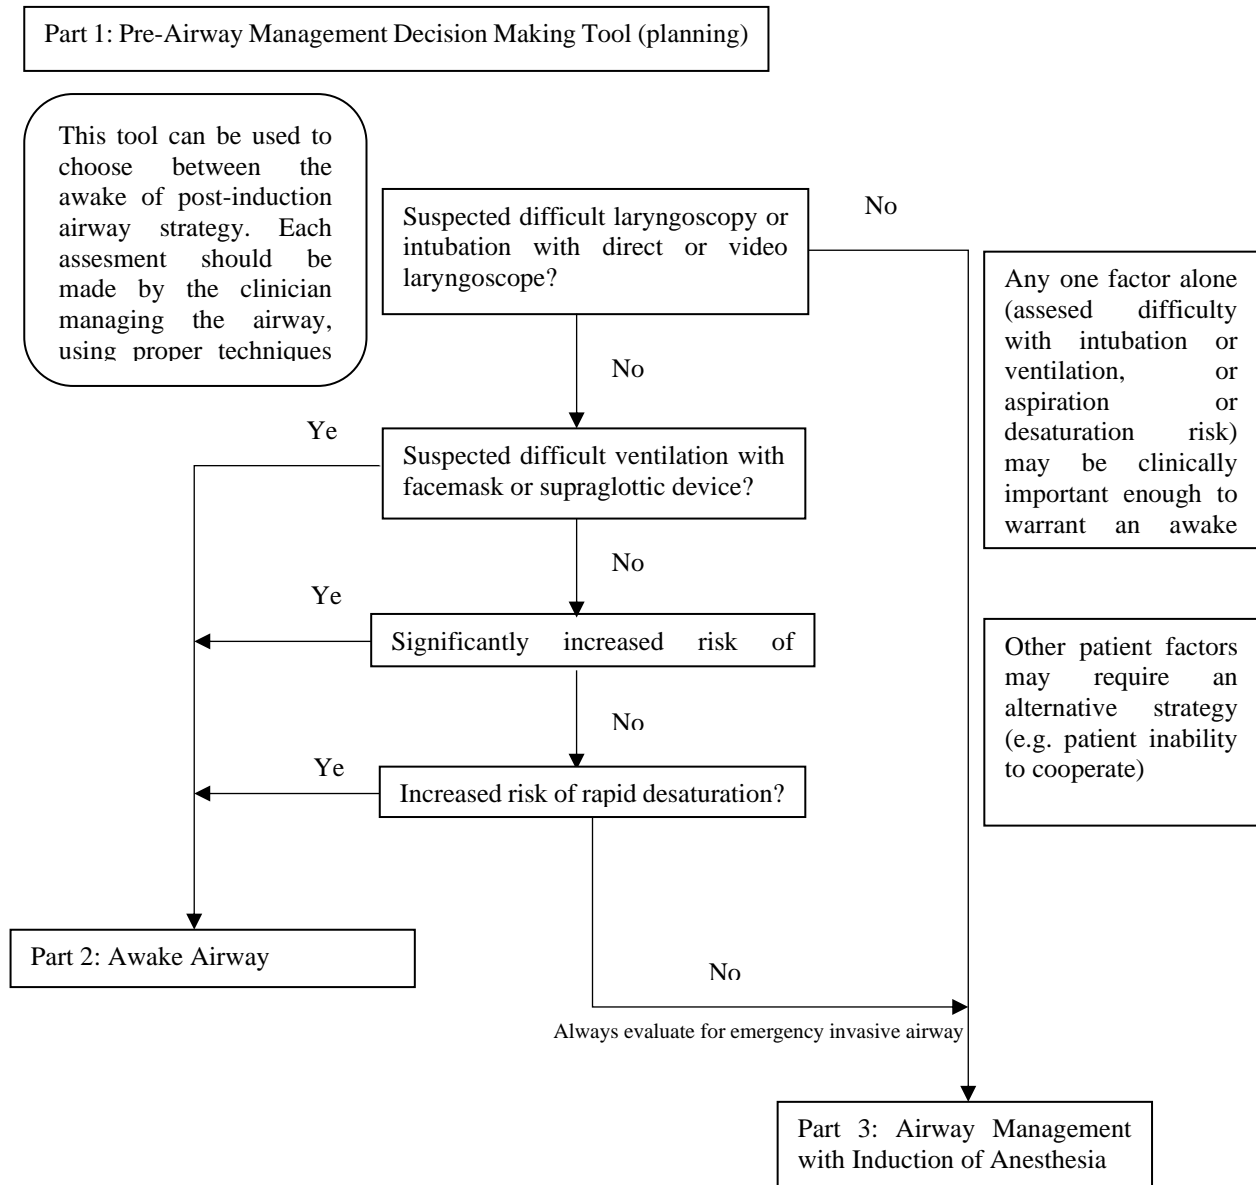 Part 1: Pre-Airway Management Decision Making Tool (planning)
This tool can be used to
choose between the
awake of post-induction
airway strategy. Each
assesment should be
made by the clinician
managing the airway,
using proper techniques
Suspected difficult laryngoscopy or
intubation with direct or video
laryngoscope?
No
Any one factor alone
(assesed difficulty
with intubation or
ventilation, or
aspiration or
desaturation risk)
may be clinically
important enough to
warrant an awake
No
Ye
Suspected difficult ventilation with
facemask or supraglottic device?
No
Ye
Significantly increased risk of
Other patient factors
may require an
alternative strategy
(e.g. patient inability
to cooperate)
No
Ye
Increased risk of rapid desaturation?
Part 2: Awake Airway
No
Always evaluate for emergency invasive airway
Part 3: Airway Management
with Induction of Anesthesia